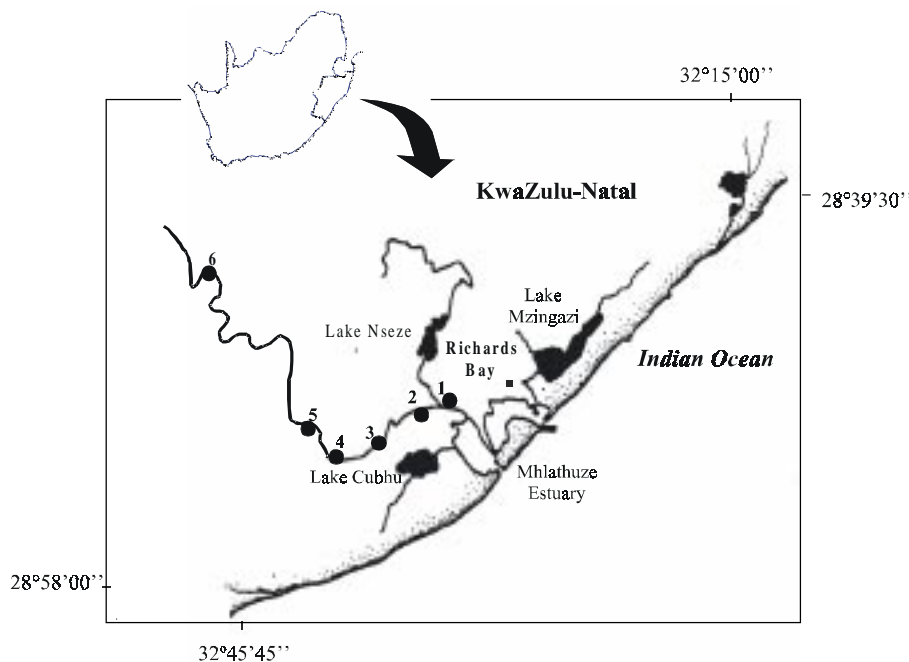 32°15'00''
KwaZulu-Natal
28°39'30''
6
Lake
Mzingazi
Lake Nseze
Richards
Bay
Indian Ocean
1
2
3
4
5
Lake Cubhu
Mhlathuze
Estuary
28°58'00''
32°45'45''